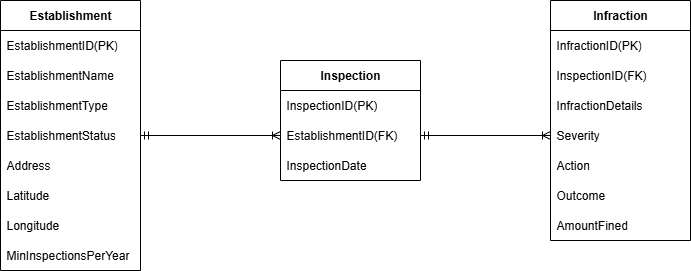 Establishment
EstablishmentID(PK)
EstablishmentName
EstablishmentType
EstablishmentStatus
Address
Latitude
Longitude
MinInspectionsPerYear
Inspection
InspectionID(PK)
EstablishmentID(FK)
InspectionDate
Infraction
InfractionID(PK)
InspectionID(FK)
InfractionDetails
Severity
Action
Outcome
AmountFined